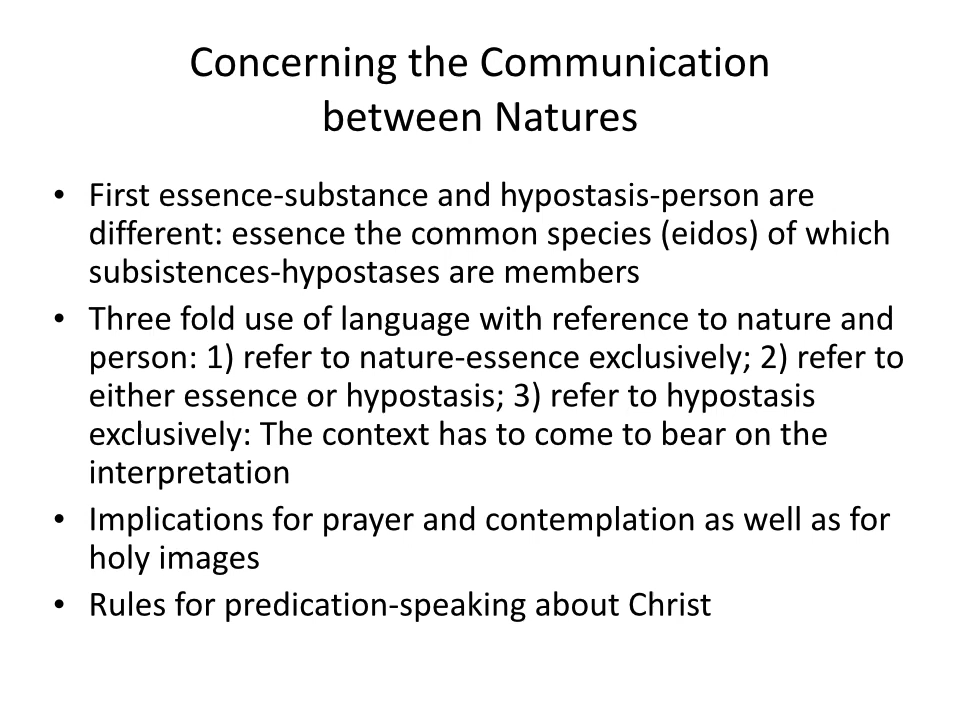 Concerning the Communication
between Natures
• First essence-substance and hypostasis-person are
different: essence the common species (eidos) of which
subsistences-hypostases are members
• Three fold use of language with reference to nature and
person: 1) refer to nature-essence exclusively; 2) refer to
either essence or hypostasis; 3) refer to hypostasis
exclusively: The context has to come to bear on the
interpretation
• Implications for prayer and contemplation as well as for
holy images
• Rules for predication-speaking about Christ